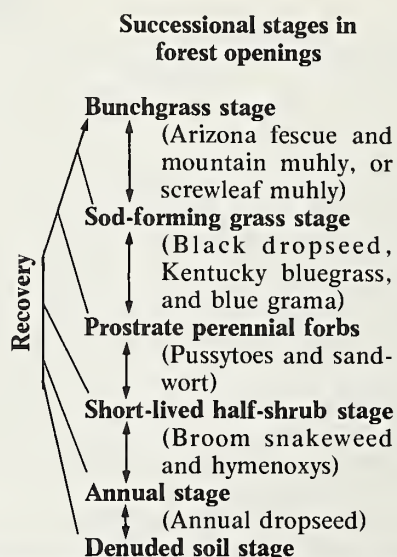 Successional stages in
forest openings
Bunchgrass stage
(Arizona fescue and
mountain muhly, or
screwleaf muhly)
Sod-forming grass stage
(Black dropseed,
Kentucky bluegrass,
and blue grama)
Prostrate perennial forbs
(Pussytoes and sand-
wort)
Short-lived half-shrub stage
(Broom snakeweed
and hymenoxys)
Annual stage
(Annual dropseed)
Denuded soil stage
Recovery